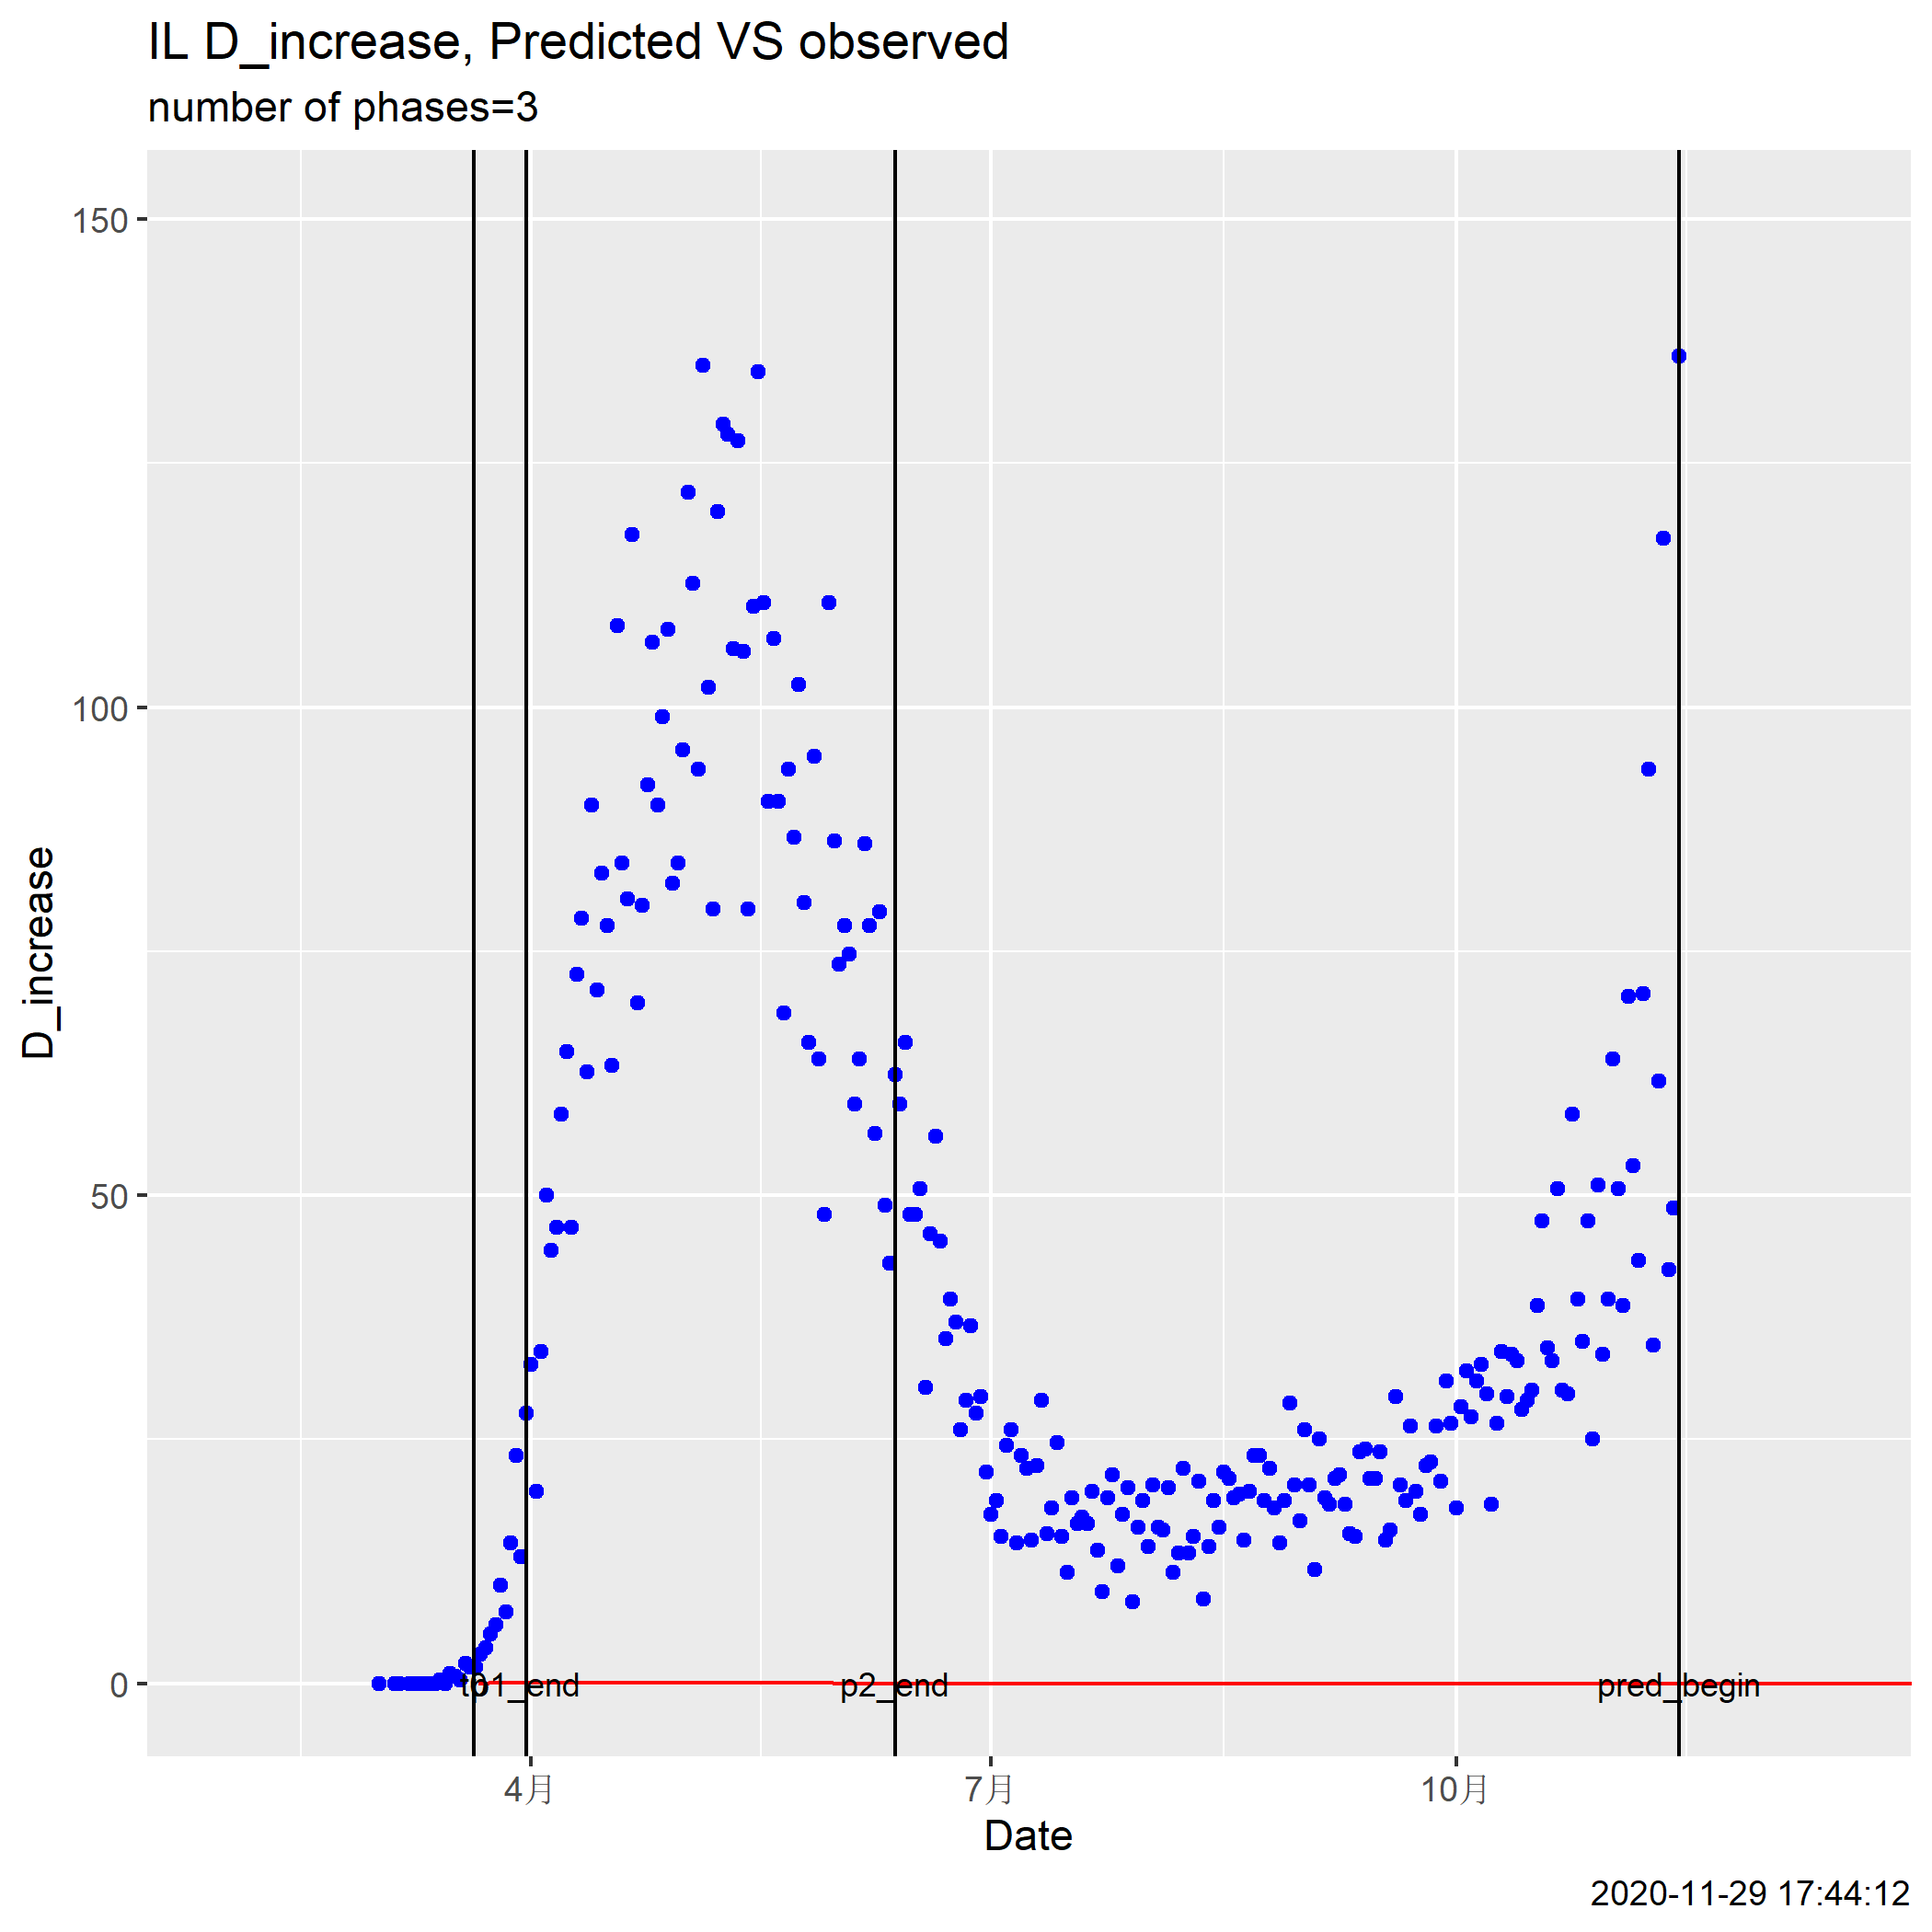 IL D_increase, Predicted VS observed
number of phases=3
150
100
50
0
D_increase
p2_end
pred_begin
4月
7月
10月
Date
2020-11-29 17:44:12